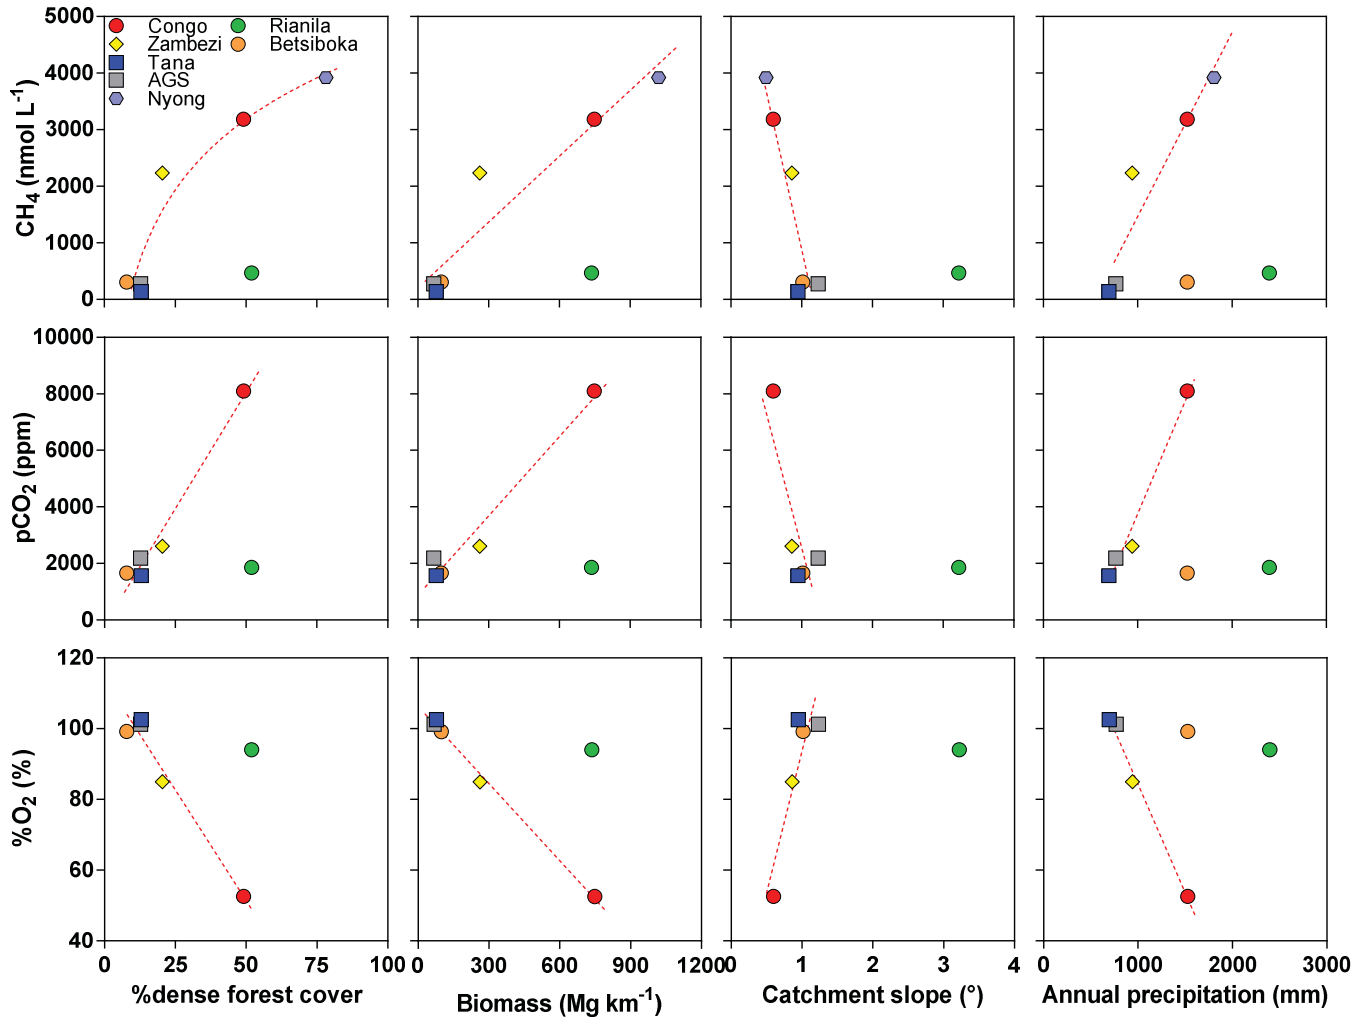 5000
4000
3000
2000
1000
0
CH4 (nmol L-1)
Congo
Zambezi
Tana
AGS
Nyong
Rianila
Betsiboka
10000
8000
6000
4000
2000
0
pCO2 (ppm)
120
100
80
60
40
%O2 (%)
0 25 50 75 100
%dense forest cover
0 300 600 900 1200
Biomass (Mg km-1)
0 1 2 3 4
Catchment slope (°)
0 1000 2000 3000
Annual precipitation (mm)